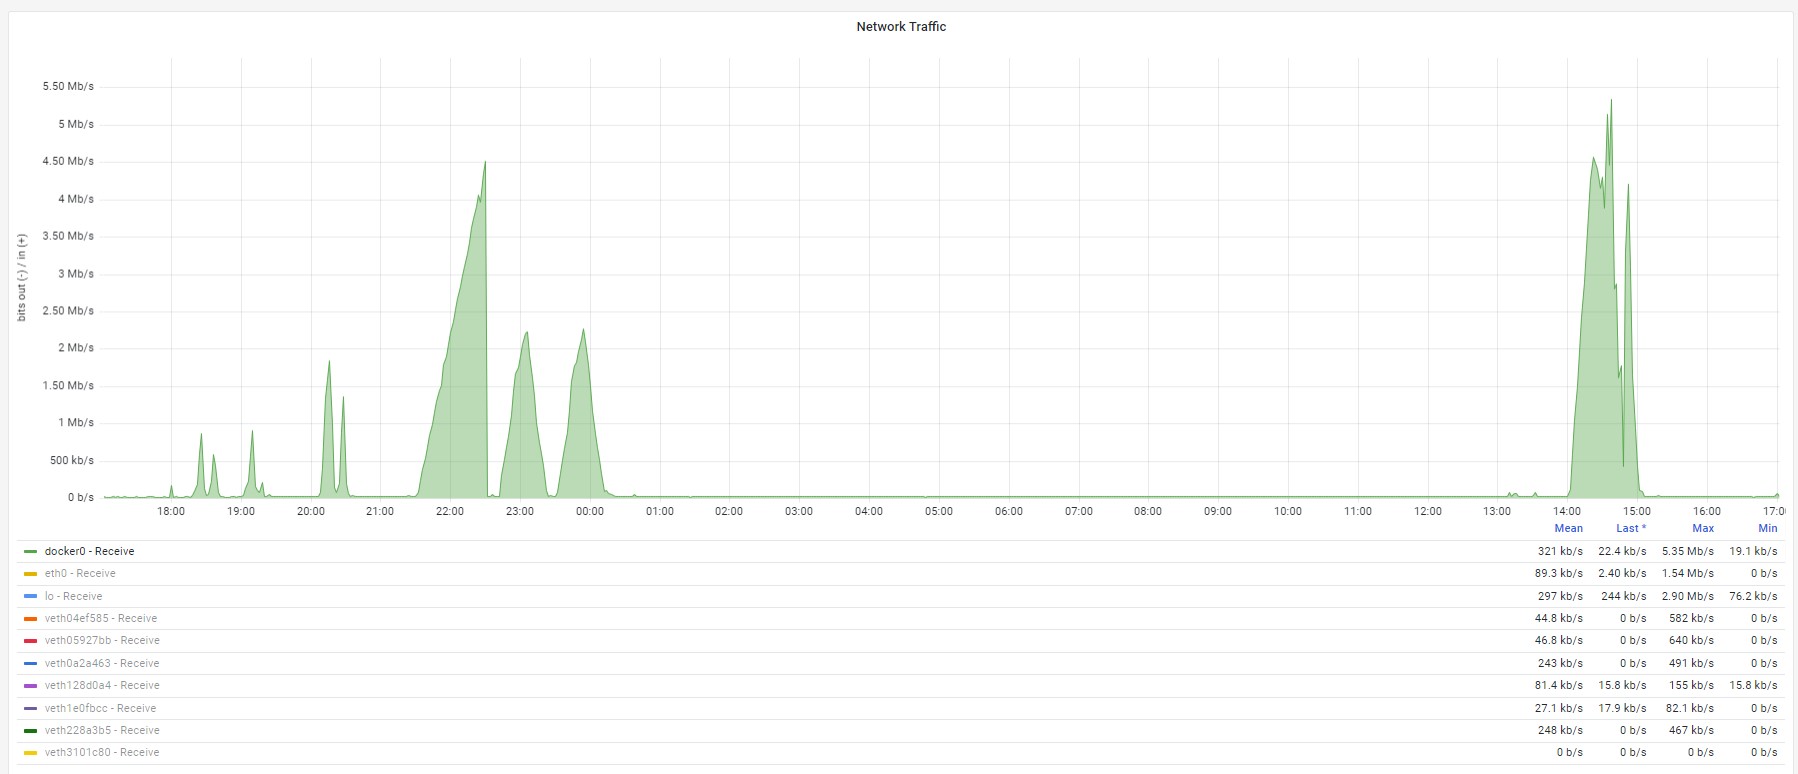 Network Traffic
bits out (-) / in (+)
5.50 Mb/s
5 Mb/s
4.50 Mb/s
4 Mb/s
3.50 Mb/s
3 Mb/s
2.50 Mb/s
2 Mb/s
1.50 Mb/s
1 Mb/s
500 kb/s
0 b/s
18:00 19:00 20:00 21:00 22:00 23:00 00:00 01:00 02:00 03:00 04:00 05:00 06:00 07:00 08:00 09:00 10:00 11:00 12:00 13:00 14:00 15:00 16:00 17:0
Mean Last * Max Min
docker0 - Receive 321 kb/s 22.4 kb/s 5.35 Mb/s 19.1 kb/s
eth0 - Receive 89.3 kb/s 2.40 kb/s 1.54 Mb/s 0 b/s
lo - Receive 297 kb/s 244 kb/s 2.90 Mb/s 76.2 kb/s
veth04ef585 - Receive 44.8 kb/s 0 b/s 582 kb/s 0 b/s
veth05927bb - Receive 46.8 kb/s 0 b/s 640 kb/s 0 b/s
veth0a2a463 - Receive 243 kb/s 0 b/s 491 kb/s 0 b/s
veth128d0a4 - Receive 81.4 kb/s 15.8 kb/s 155 kb/s 15.8 kb/s
veth1e0fbcc - Receive 27.1 kb/s 17.9 kb/s 82.1 kb/s 0 b/s
veth228a3b5 - Receive 248 kb/s 0 b/s 467 kb/s 0 b/s
veth3101c80 - Receive 0 b/s 0 b/s 0 b/s 0 b/s